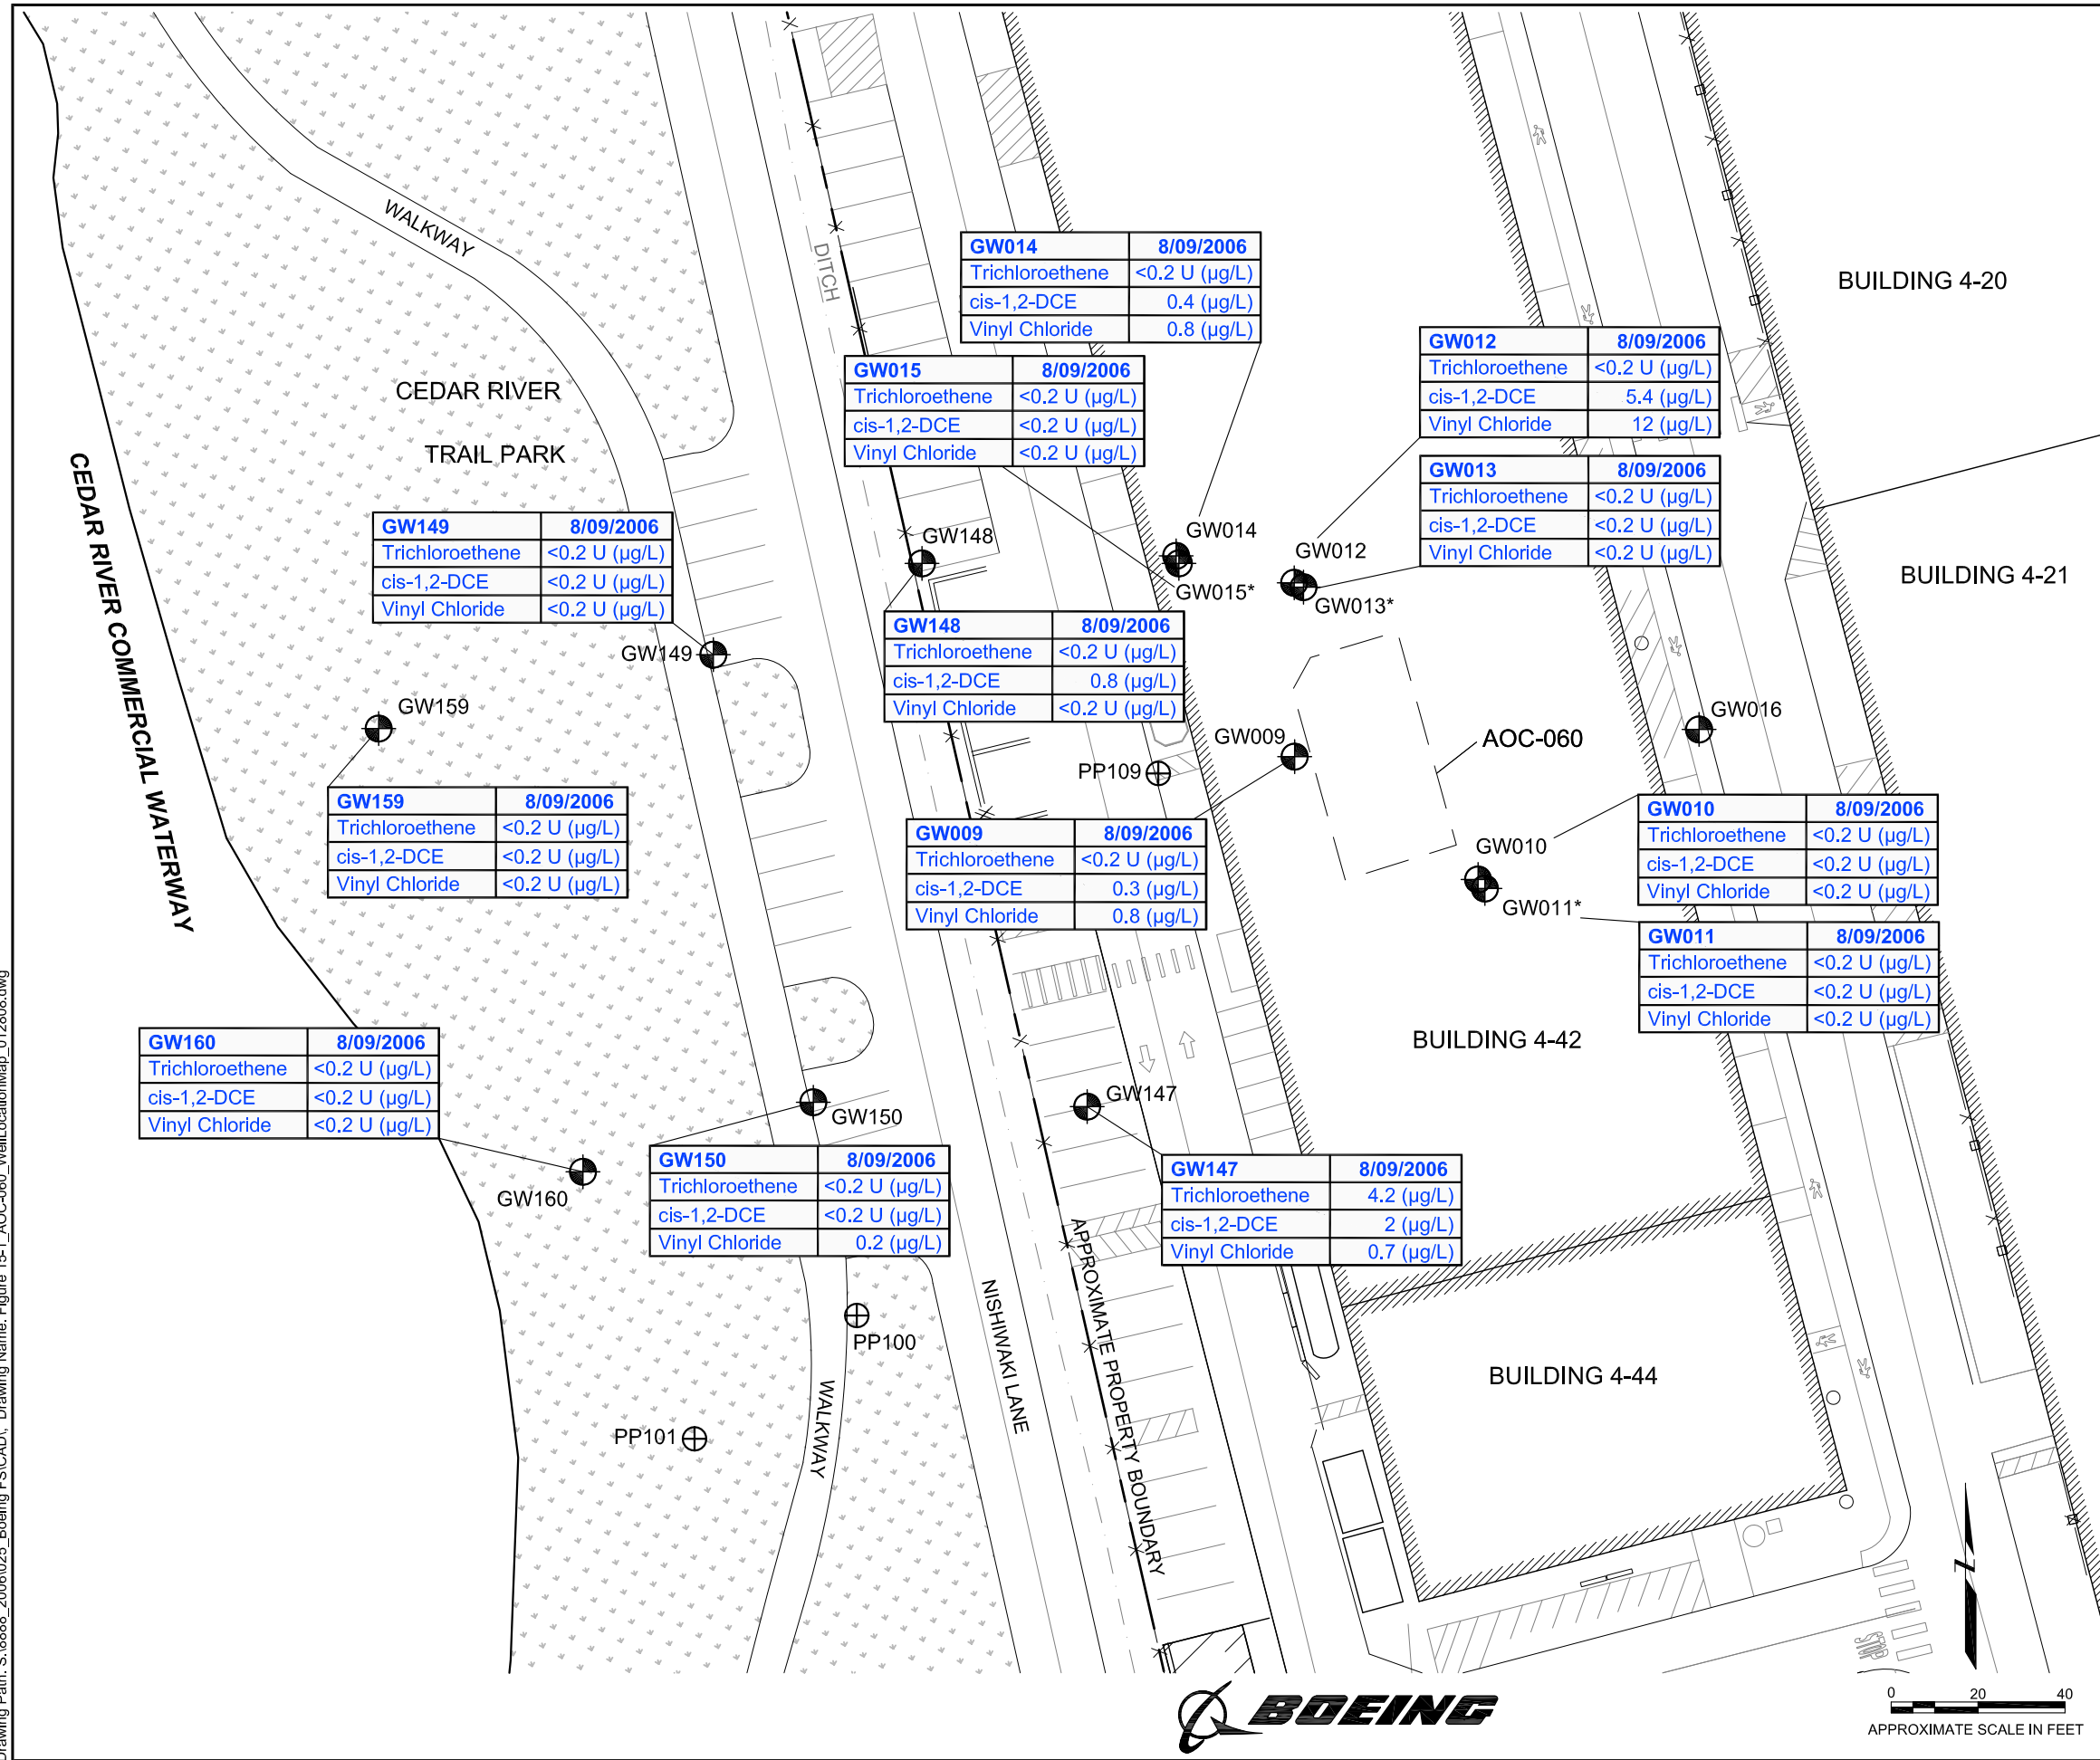 WALKWAY
DITCH
CEDAR RIVER
TRAIL PARK
CEDAR RIVER COMMERCIAL WATERWAY
BUILDING 4-20
BUILDING 4-21
GW014 8/09/2006
Trichloroethene <0.2 U (µg/L)
cis-1,2-DCE 0.4 (µg/L)
Vinyl Chloride 0.8 (µg/L)
GW015 8/09/2006
Trichloroethene <0.2 U (µg/L)
cis-1,2-DCE <0.2 U (µg/L)
Vinyl Chloride <0.2 U (µg/L)
GW012 8/09/2006
Trichloroethene <0.2 U (µg/L)
cis-1,2-DCE 5.4 (µg/L)
Vinyl Chloride 12 (µg/L)
GW013 8/09/2006
Trichloroethene <0.2 U (µg/L)
cis-1,2-DCE <0.2 U (µg/L)
Vinyl Chloride <0.2 U (µg/L)
GW149 8/09/2006
Trichloroethene <0.2 U (µg/L)
cis-1,2-DCE <0.2 U (µg/L)
Vinyl Chloride <0.2 U (µg/L)
GW148
GW014
GW015*
GW012
GW013*
GW149
GW148 8/09/2006
Trichloroethene <0.2 U (µg/L)
cis-1,2-DCE 0.8 (µg/L)
Vinyl Chloride <0.2 U (µg/L)
GW159
GW009
PP109
AOC-060
GW016
GW159 8/09/2006
Trichloroethene <0.2 U (µg/L)
cis-1,2-DCE <0.2 U (µg/L)
Vinyl Chloride <0.2 U (µg/L)
GW009 8/09/2006
Trichloroethene <0.2 U (µg/L)
cis-1,2-DCE 0.3 (µg/L)
Vinyl Chloride 0.8 (µg/L)
GW010
GW011*
GW010 8/09/2006
Trichloroethene <0.2 U (µg/L)
cis-1,2-DCE <0.2 U (µg/L)
Vinyl Chloride <0.2 U (µg/L)
GW011 8/09/2006
Trichloroethene <0.2 U (µg/L)
cis-1,2-DCE <0.2 U (µg/L)
Vinyl Chloride <0.2 U (µg/L)
BUILDING 4-42
GW160 8/09/2006
Trichloroethene <0.2 U (µg/L)
cis-1,2-DCE <0.2 U (µg/L)
Vinyl Chloride <0.2 U (µg/L)
GW150
GW147
GW160
GW150 8/09/2006
Trichloroethene <0.2 U (µg/L)
cis-1,2-DCE <0.2 U (µg/L)
Vinyl Chloride 0.2 (µg/L)
GW147 8/09/2006
Trichloroethene 4.2 (µg/L)
cis-1,2-DCE 2 (µg/L)
Vinyl Chloride 0.7 (µg/L)
PP100
PP101
WALKWAY
NISHIWAKI LANE
APPROXIMATE PROPERTY BOUNDARY
BUILDING 4-44
STOP
N
BOEING
0 20 40
APPROXIMATE SCALE IN FEET